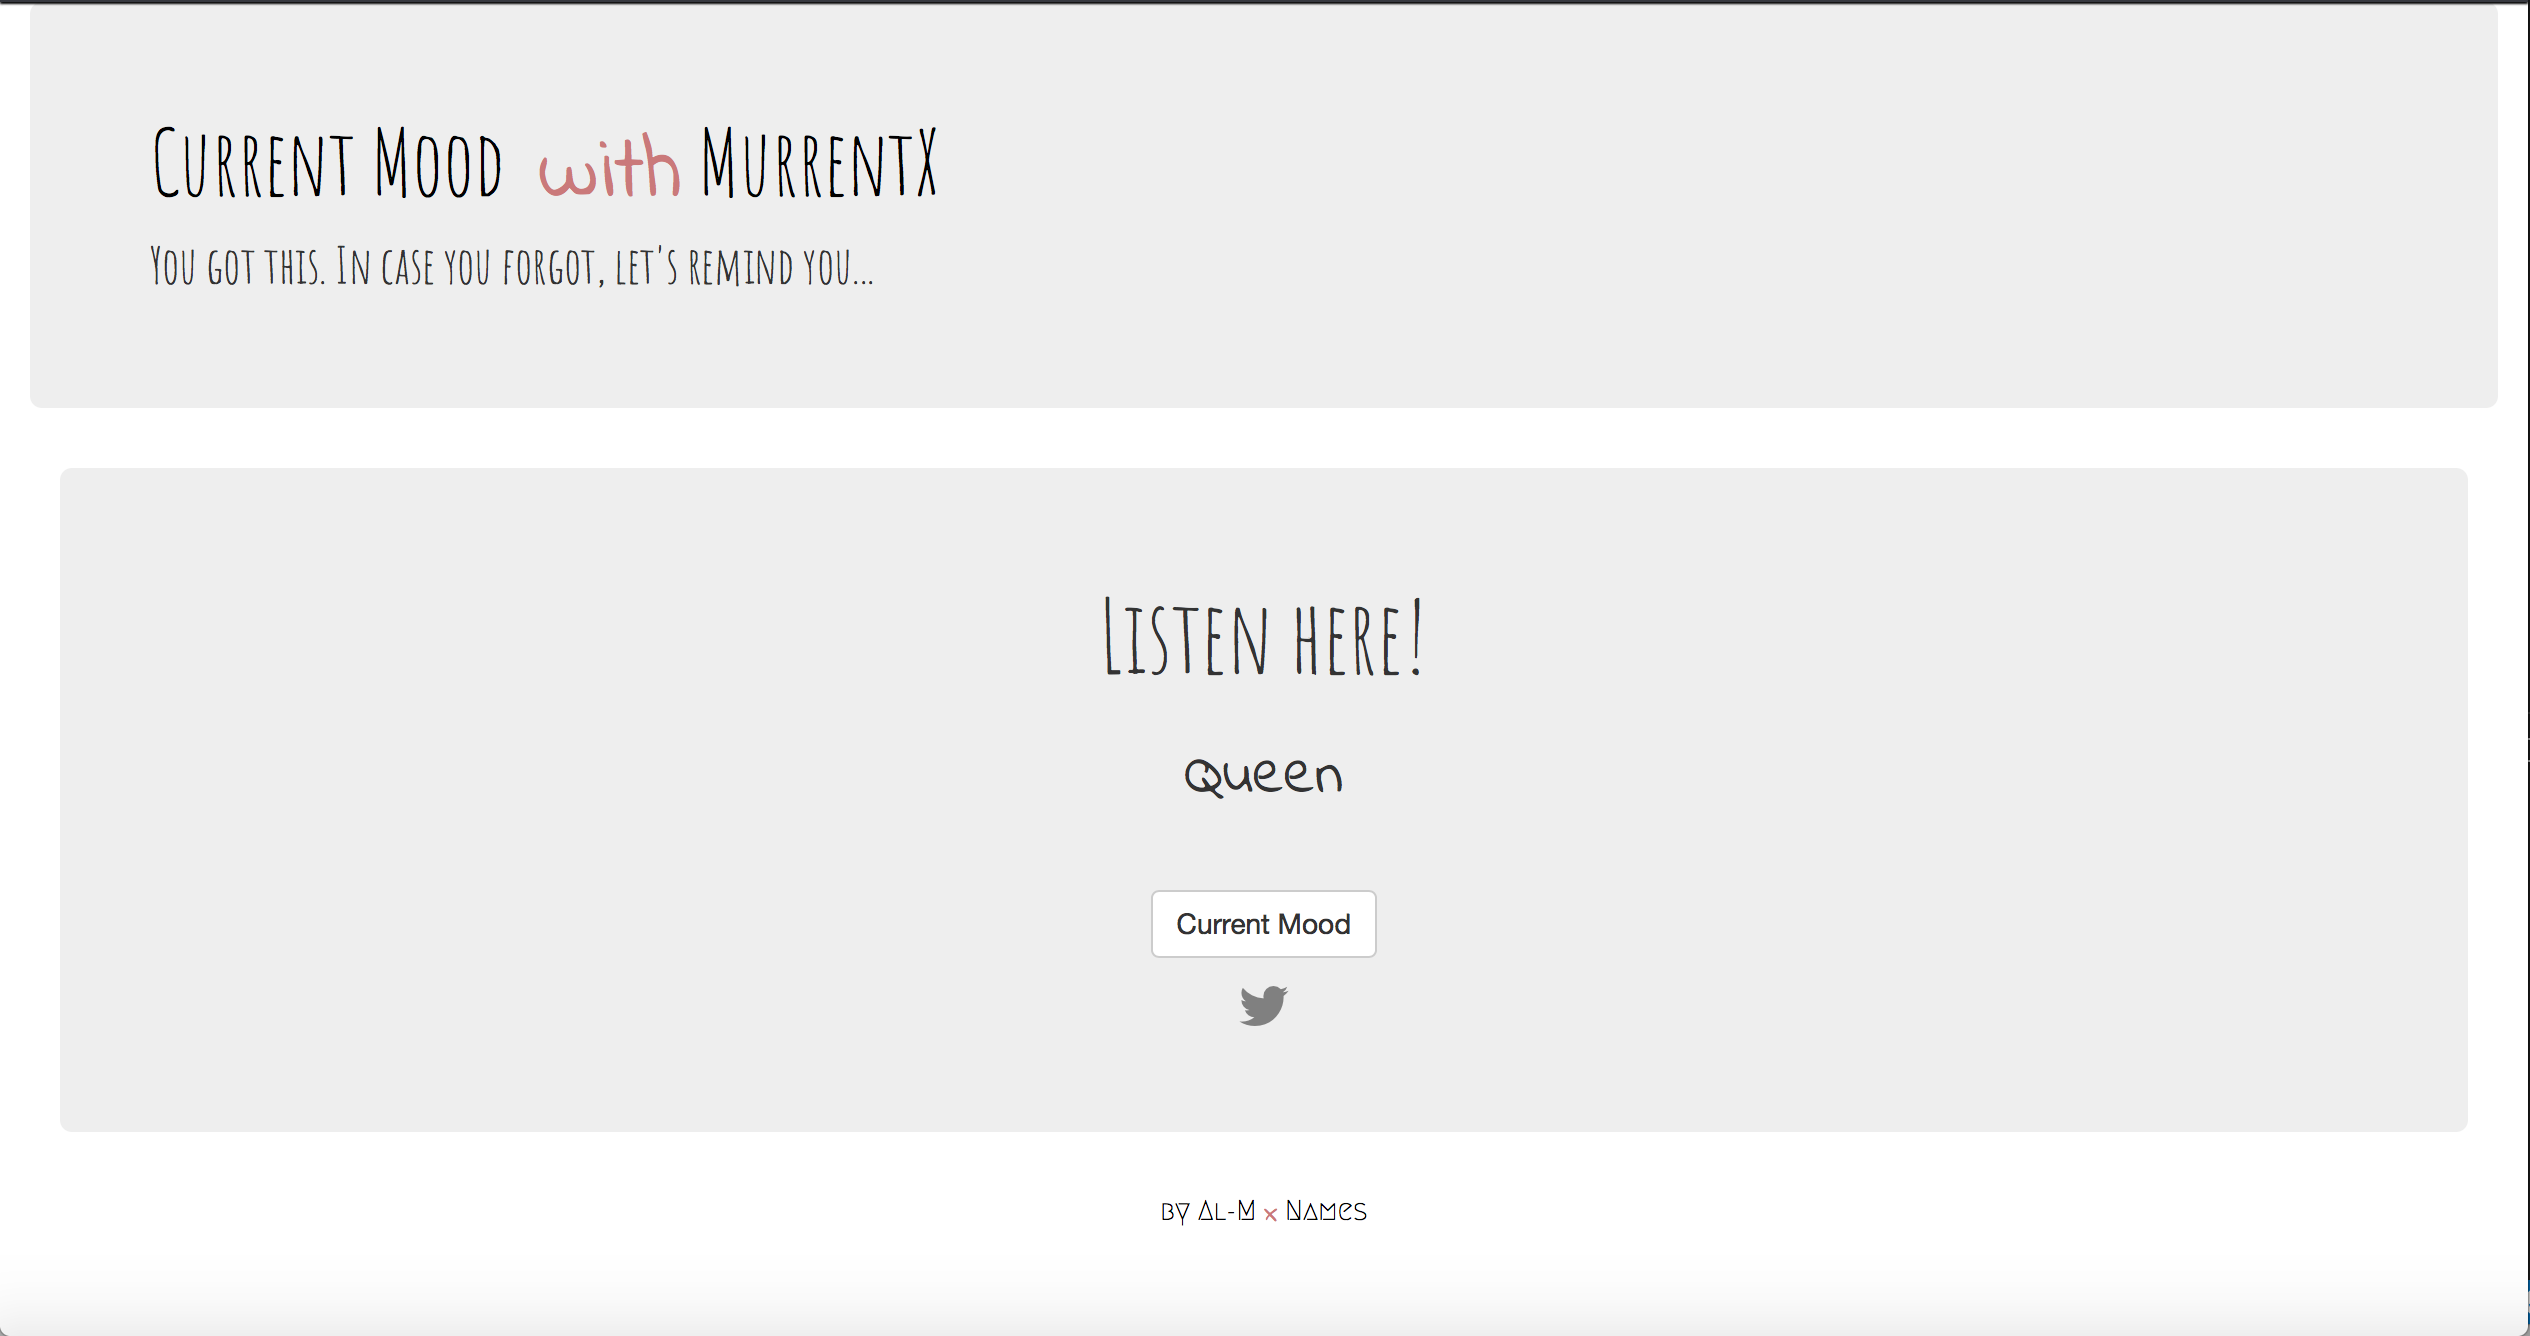 Current Mood with MurrentX
You got this. In case you forgot, let's remind you...
Listen here!
Queen
Current Mood
by Al-M x Names